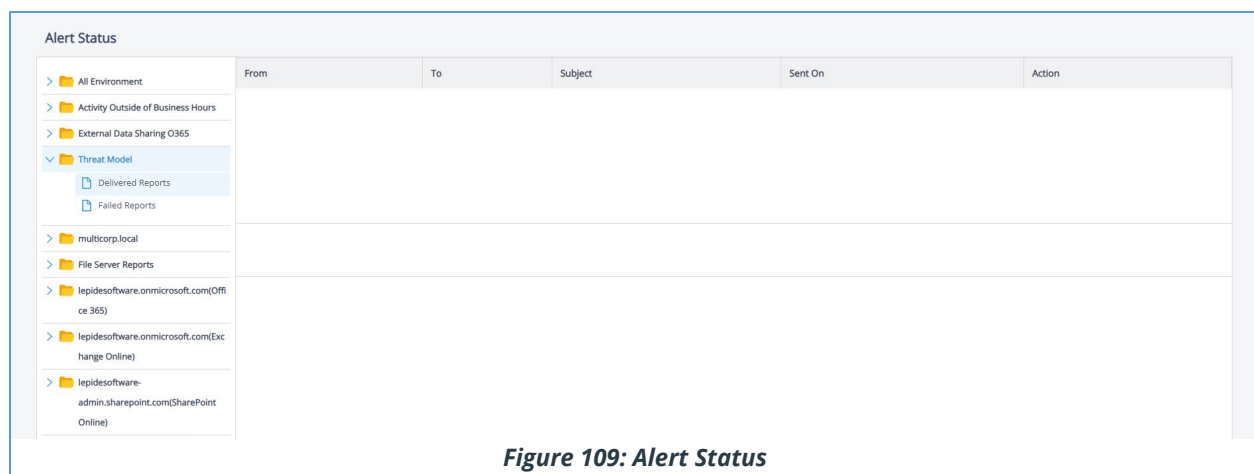 Alert Status
From To Subject Sent On Action
All Environment
Activity Outside of Business Hours
External Data Sharing O365
Threat Model
Delivered Reports
Failed Reports
multicorp.local
File Server Reports
lepidesoftware.onmicrosoft.com(Offi
ce 365)
lepidesoftware.onmicrosoft.com(Exc
hange Online)
lepidesoftware-
admin.sharepoint.com(SharePoint
Online)
Figure 109: Alert Status